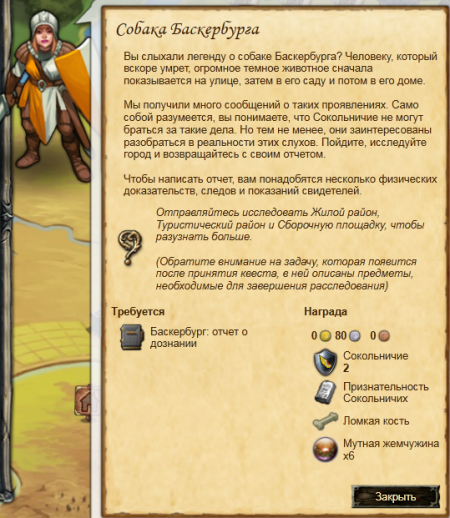 Собака Баскербурга
Вы слыхали легенду о собаке Баскербурга? Человеку, который
вскоре умрет, огромное темное животное сначала
показывается на улице, затем в его саду и потом в его доме.
Мы получили много сообщений о таких проявлениях. Само
собой разумеется, вы понимаете, что Сокольничие не могут
браться за такие дела. Но тем не менее, они заинтересованы
разобраться в реальности этих слухов. Пойдите, исследуйте
город и возвращайтесь с своим отчетом.
Чтобы написать отчет, вам понадобятся несколько физических
доказательств, следов и показаний свидетелей.
Отправляйтесь исследовать Жилой район,
Туристический район и Сборочную площадку, чтобы
разузнать больше.
(Обратите внимание на задачу, которая появится
после принятия квеста, в ней описаны предметы,
необходимые для завершения расследования)
Требуется
Баскербург: отчет о
дознании
Награда
0 80 0
Сокольничие
2
Признательность
Сокольничих
Ломкая кость
Мутная жемчужина
x6
Закрыть